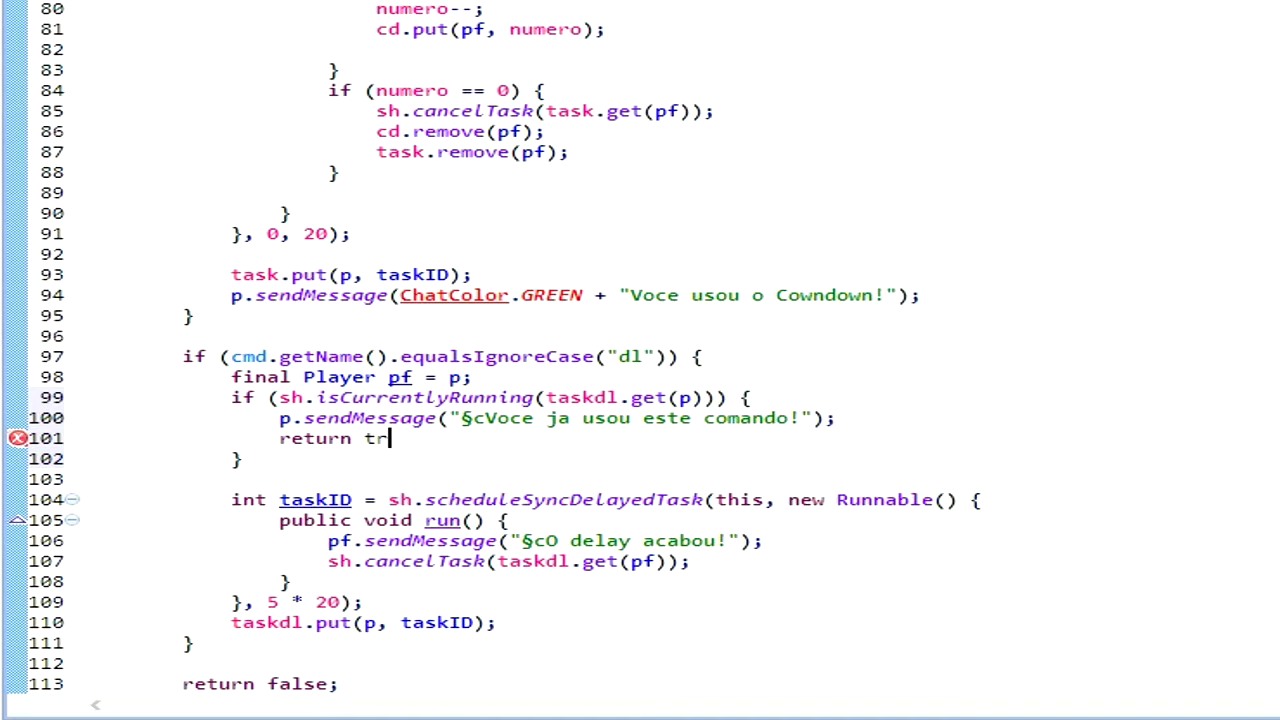 80 numero--;
81 cd.put(pf, numero);
82
83 }
84 if (numero == 0) {
85 sh.cancelTask(task.get(pf));
86 cd.remove(pf);
87 task.remove(pf);
88 }
89
90 }
91 }, 0, 20);
92
93 task.put(p, taskID);
94 p.sendMessage(ChatColor.GREEN + "Voce usou o Cowndown!");
95 }
96
97 if (cmd.getName().equalsIgnoreCase("dl")) {
98 final Player pf = p;
99 if (sh.isCurrentlyRunning(taskdl.get(p))) {
100 p.sendMessage("§cVoce ja usou este comando!");
101 return tr
102 }
103
104 int taskID = sh.scheduleSyncDelayedTask(this, new Runnable() {
105 public void run() {
106 pf.sendMessage("§cO delay acabou!");
107 sh.cancelTask(taskdl.get(pf));
108 }
109 }, 5 * 20);
110 taskdl.put(p, taskID);
111 }
112
113 return false;